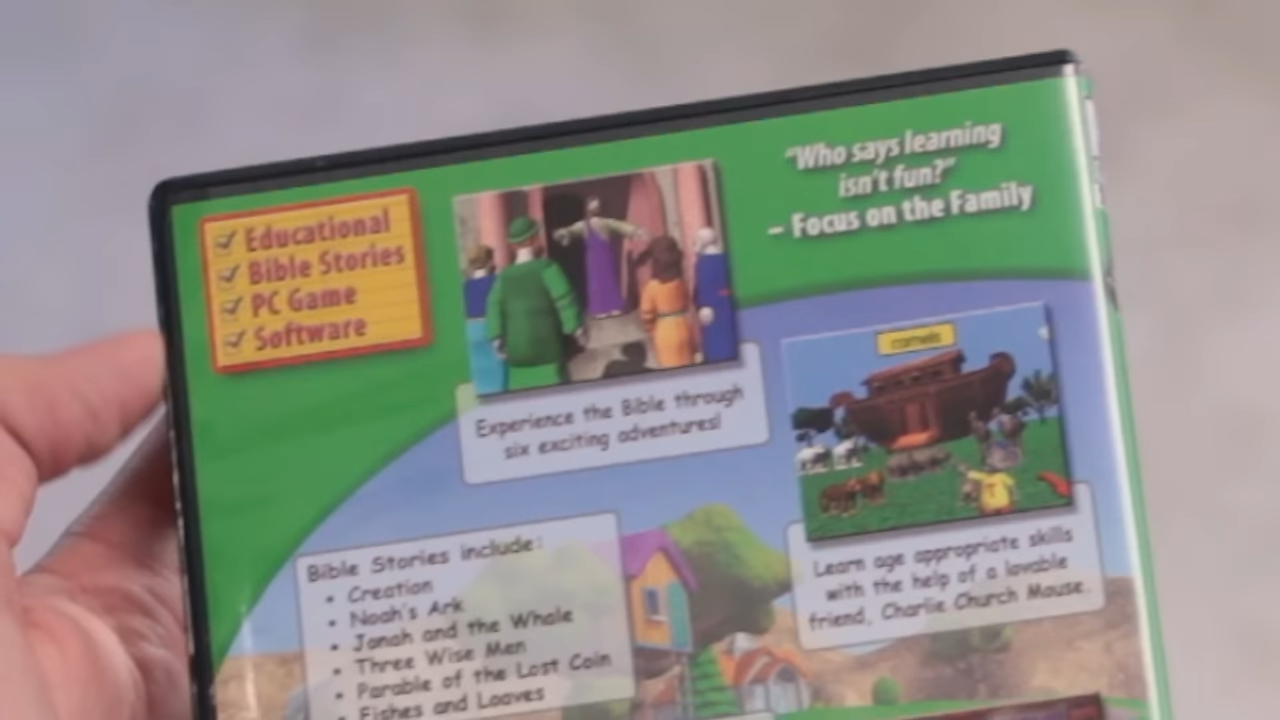 "Who says learning
isn't fun?"
– Focus on the Family
Educational
Bible Stories
PC Game
Software
Experience the Bible through
six exciting adventures!
camels
Learn age appropriate skills
with the help of a lovable
friend, Charlie Church Mouse.
Bible Stories include:
• Creation
• Noah's Ark
• Jonah and the Whale
• Three Wise Men
• Parable of the Lost Coin
• Fishes and Loaves